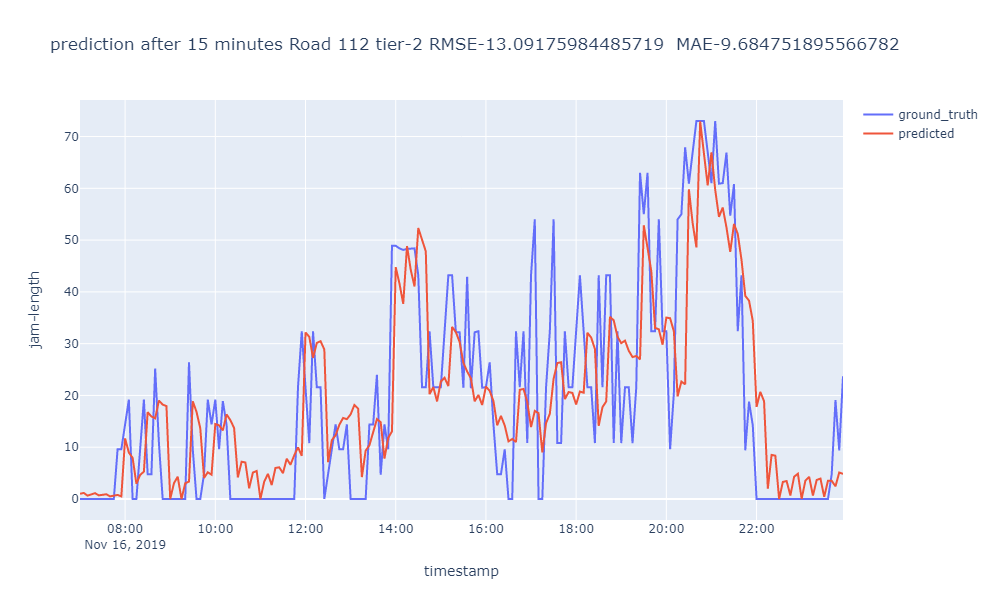 prediction after 15 minutes Road 112 tier-2 RMSE-13.09175984485719  MAE-9.684751895566782
ground_truth
predicted
70
60
50
40
30
20
10
0
jam-length
08:00 10:00 12:00 14:00 16:00 18:00 20:00 22:00
Nov 16, 2019
timestamp